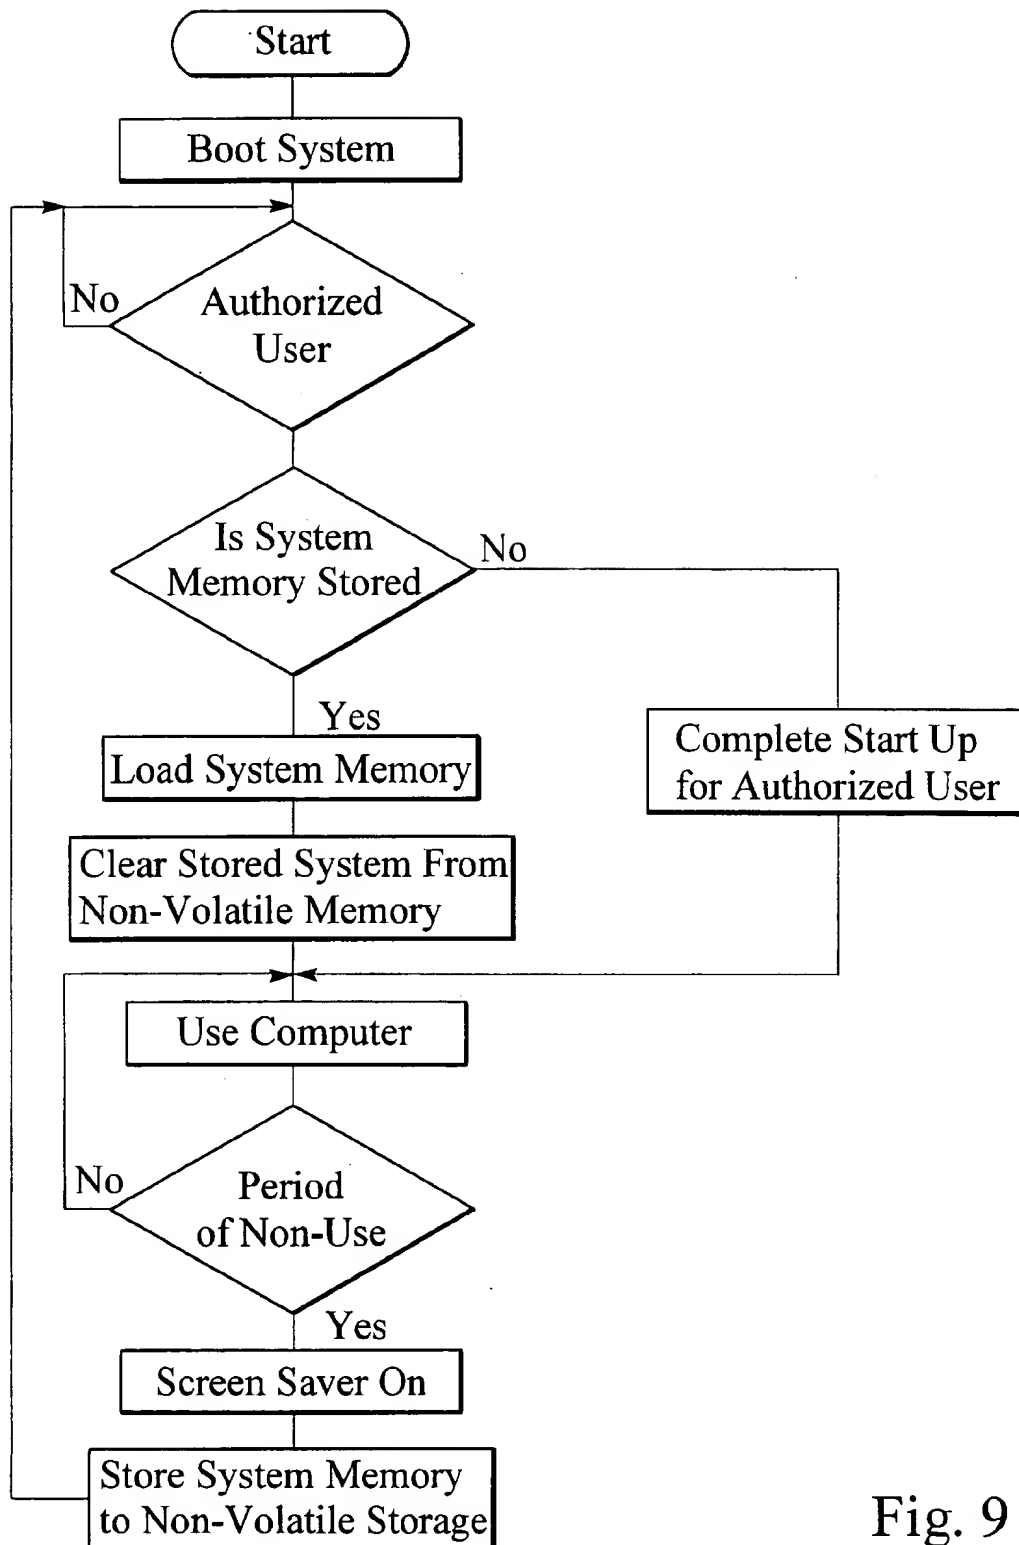 Start
Boot System
No
Authorized
User
Is System
Memory Stored
No
Yes
Load System Memory
Complete Start Up
for Authorized User
Clear Stored System From
Non-Volatile Memory
Use Computer
No
Period
of Non-Use
Yes
Screen Saver On
Store System Memory
to Non-Volatile Storage
Fig. 9